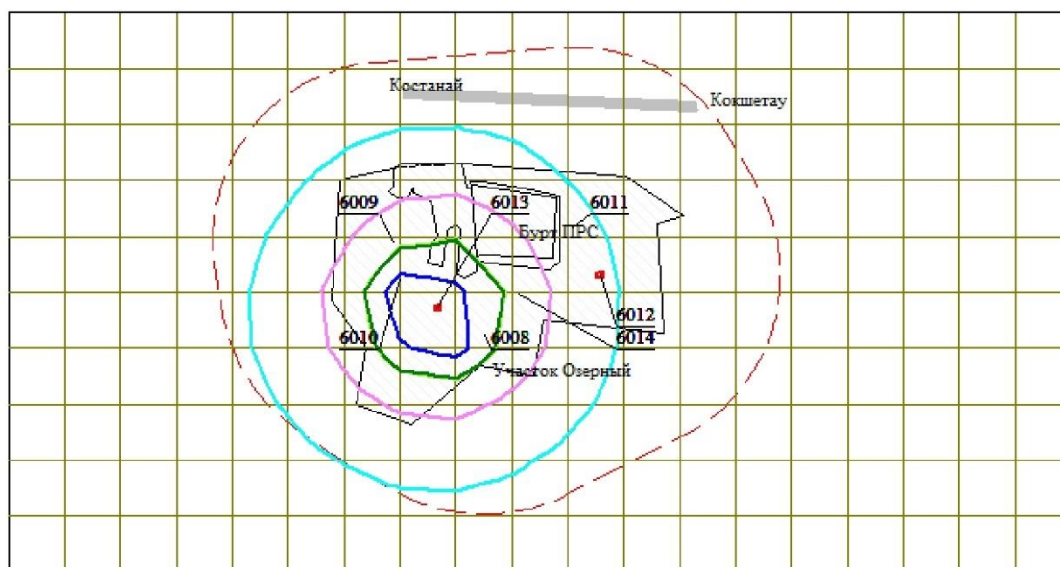 Костанай
Кокшетау
6009
6013
6011
Бурт ПРС
6012
6010
6008
6014
Участок Озерный